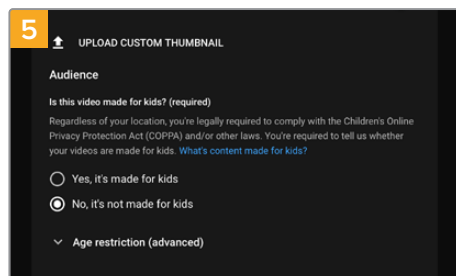 5
UPLOAD CUSTOM THUMBNAIL
Audience
Is this video made for kids? (required)
Regardless of your location, you're legally required to comply with the Children's Online
Privacy Protection Act (COPPA) and/or other laws. You're required to tell us whether
your videos are made for kids. What's content made for kids?
Yes, it's made for kids
No, it's not made for kids
Age restriction (advanced)